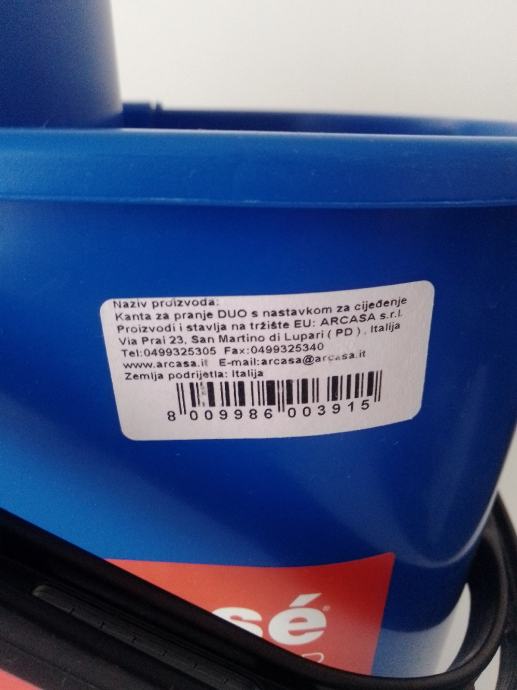 Naziv proizvoda:
Kanta za pranje DUO s nastavkom za cijeđenje
Proizvodi i stavlja na tržište EU: ARCASA s.r.l.
Via Prai 23, San Martino di Lupari ( PD ) , Italija
Tel:0499325305 Fax:0499325340
www.arcasa.it E-mail:arcasa@arcasa.it
Zemlja podrijetla: Italija
8 009986 003915
sé®